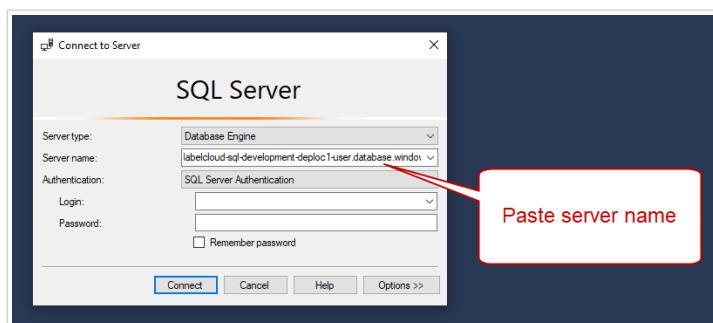 Connect to Server
SQL Server
Server type: Database Engine
Server name: labelcloud-sql-development-deploc1-user.database.window
Authentication: SQL Server Authentication
Login:
Password:
Remember password
Connect Cancel Help Options >>
Paste server name